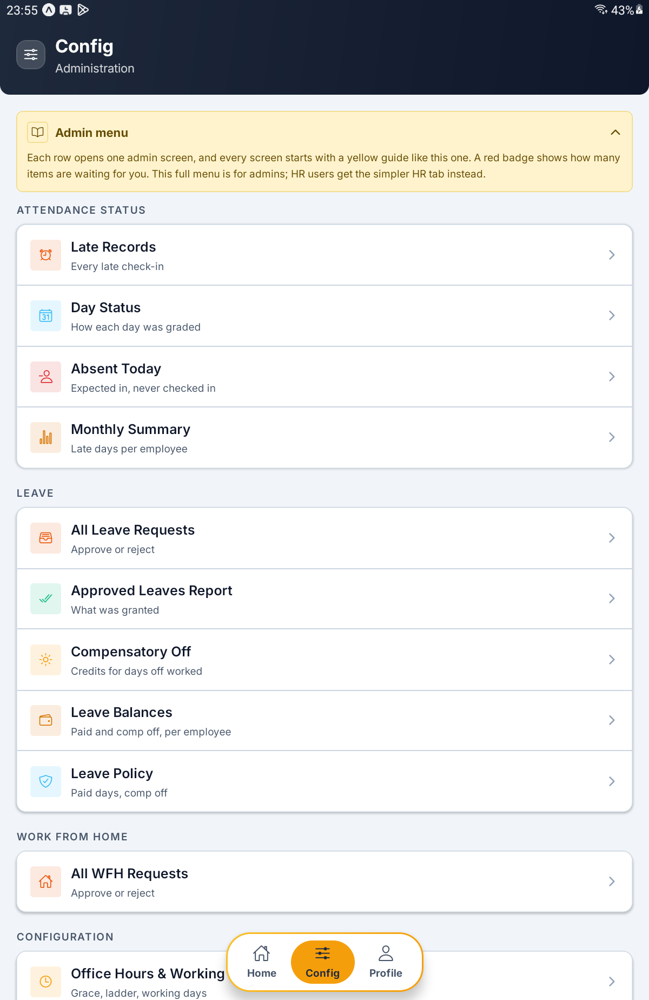 23:55
43%
Config
Administration
Admin menu
Each row opens one admin screen, and every screen starts with a yellow guide like this one. A red badge shows how many
items are waiting for you. This full menu is for admins; HR users get the simpler HR tab instead.
ATTENDANCE STATUS
Late Records
Every late check-in
31
Day Status
How each day was graded
Absent Today
Expected in, never checked in
Monthly Summary
Late days per employee
LEAVE
All Leave Requests
Approve or reject
Approved Leaves Report
What was granted
Compensatory Off
Credits for days off worked
Leave Balances
Paid and comp off, per employee
Leave Policy
Paid days, comp off
WORK FROM HOME
All WFH Requests
Approve or reject
CONFIGURATION
Office Hours & Working
Grace, ladder, working days
Home
Config
Profile